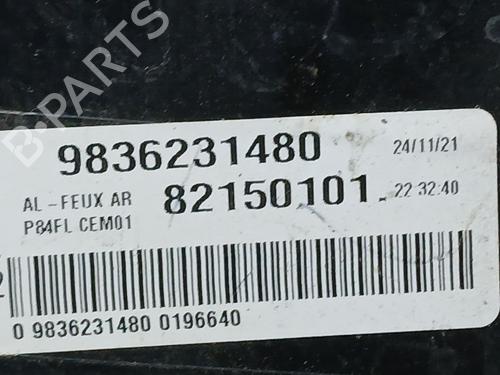 B-PARTS
9836231480 24/11/21
AL-FEUX AR 82150101. 22:32:40
P84FL CEM01
0 9836231480 0196640